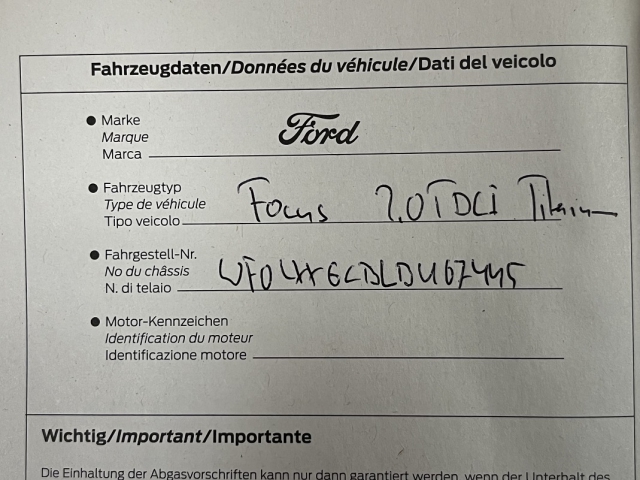 Fahrzeugdaten/Données du véhicule/Dati del veicolo
Marke
Marque
Marca
Ford
Fahrzeugtyp
Type de véhicule
Tipo veicolo
Focus 2.0TDCi Titanium
Fahrgestell-Nr.
No du châssis
N. di telaio
WF0LXXGCBLDU67445
Motor-Kennzeichen
Identification du moteur
Identificazione motore
Wichtig/Important/Importante
Die Einhaltung der Abgasvorschriften kann nur dann garantiert werden, wenn der Unterhalt des